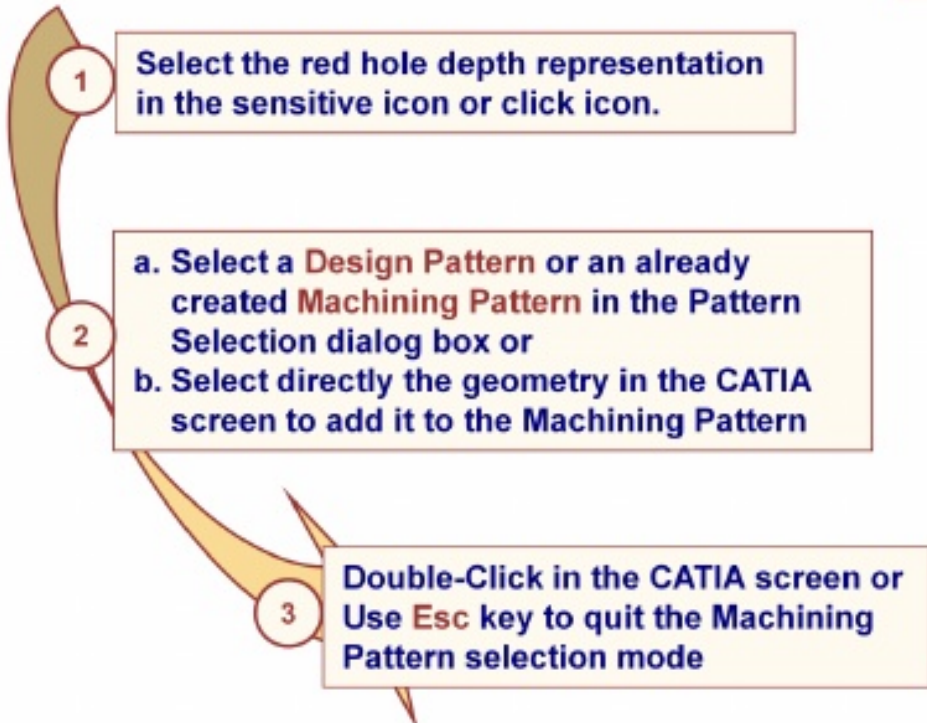 1
Select the red hole depth representation
in the sensitive icon or click icon.
2
a. Select a Design Pattern or an already
created Machining Pattern in the Pattern
Selection dialog box or
b. Select directly the geometry in the CATIA
screen to add it to the Machining Pattern
3
Double-Click in the CATIA screen or
Use Esc key to quit the Machining
Pattern selection mode